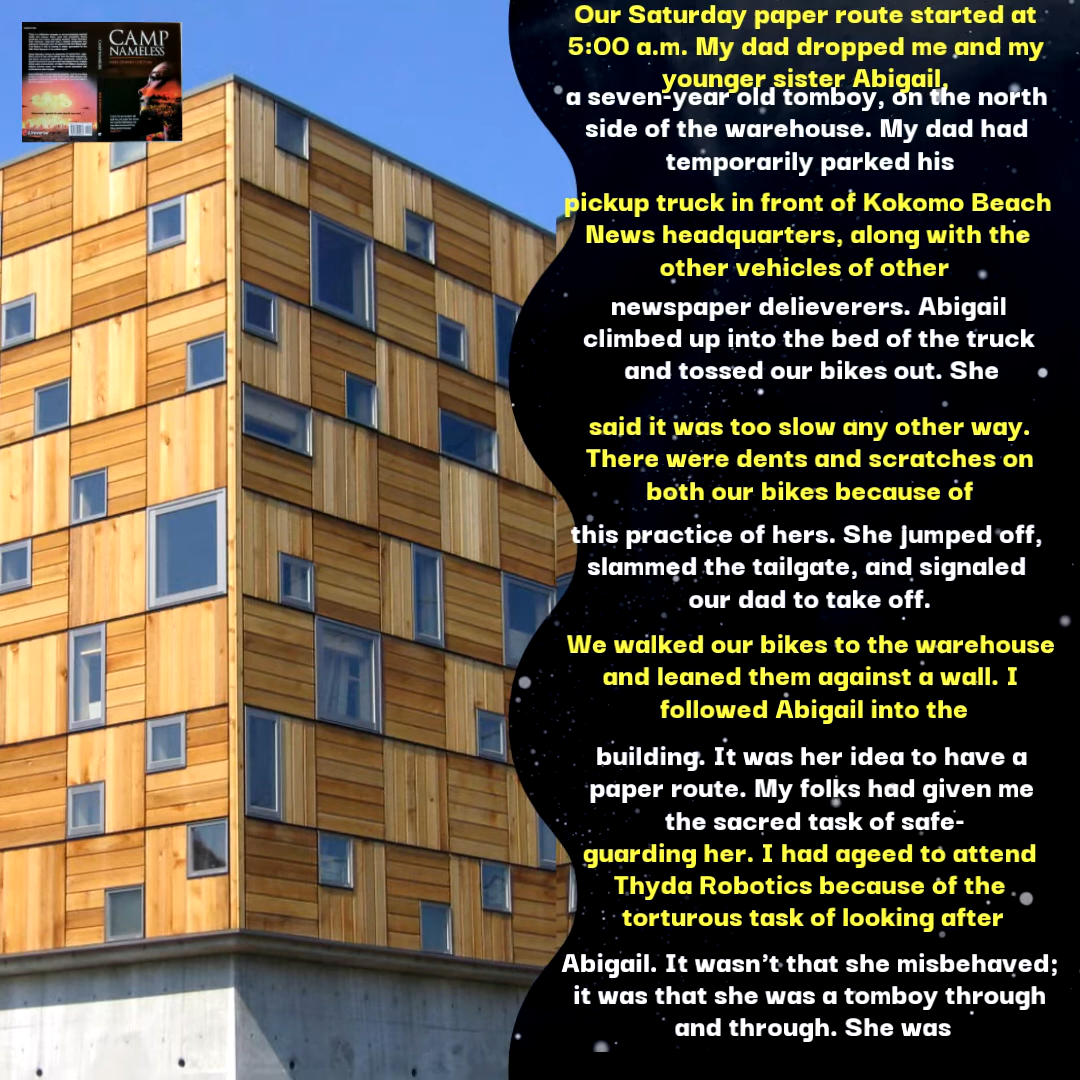 CAMP
NAMELESS
Our Saturday paper route started at
5:00 a.m. My dad dropped me and my
younger sister Abigail,
a seven-year old tomboy, on the north
side of the warehouse. My dad had
temporarily parked his
pickup truck in front of Kokomo Beach
News headquarters, along with the
other vehicles of other
newspaper delieverers. Abigail
climbed up into the bed of the truck
and tossed our bikes out. She
said it was too slow any other way.
There were dents and scratches on
both our bikes because of
this practice of hers. She jumped off,
slammed the tailgate, and signaled
our dad to take off.
We walked our bikes to the warehouse
and leaned them against a wall. I
followed Abigail into the
building. It was her idea to have a
paper route. My folks had given me
the sacred task of safe-
guarding her. I had ageed to attend
Thyda Robotics because of the
torturous task of looking after
Abigail. It wasn't that she misbehaved;
it was that she was a tomboy through
and through. She was